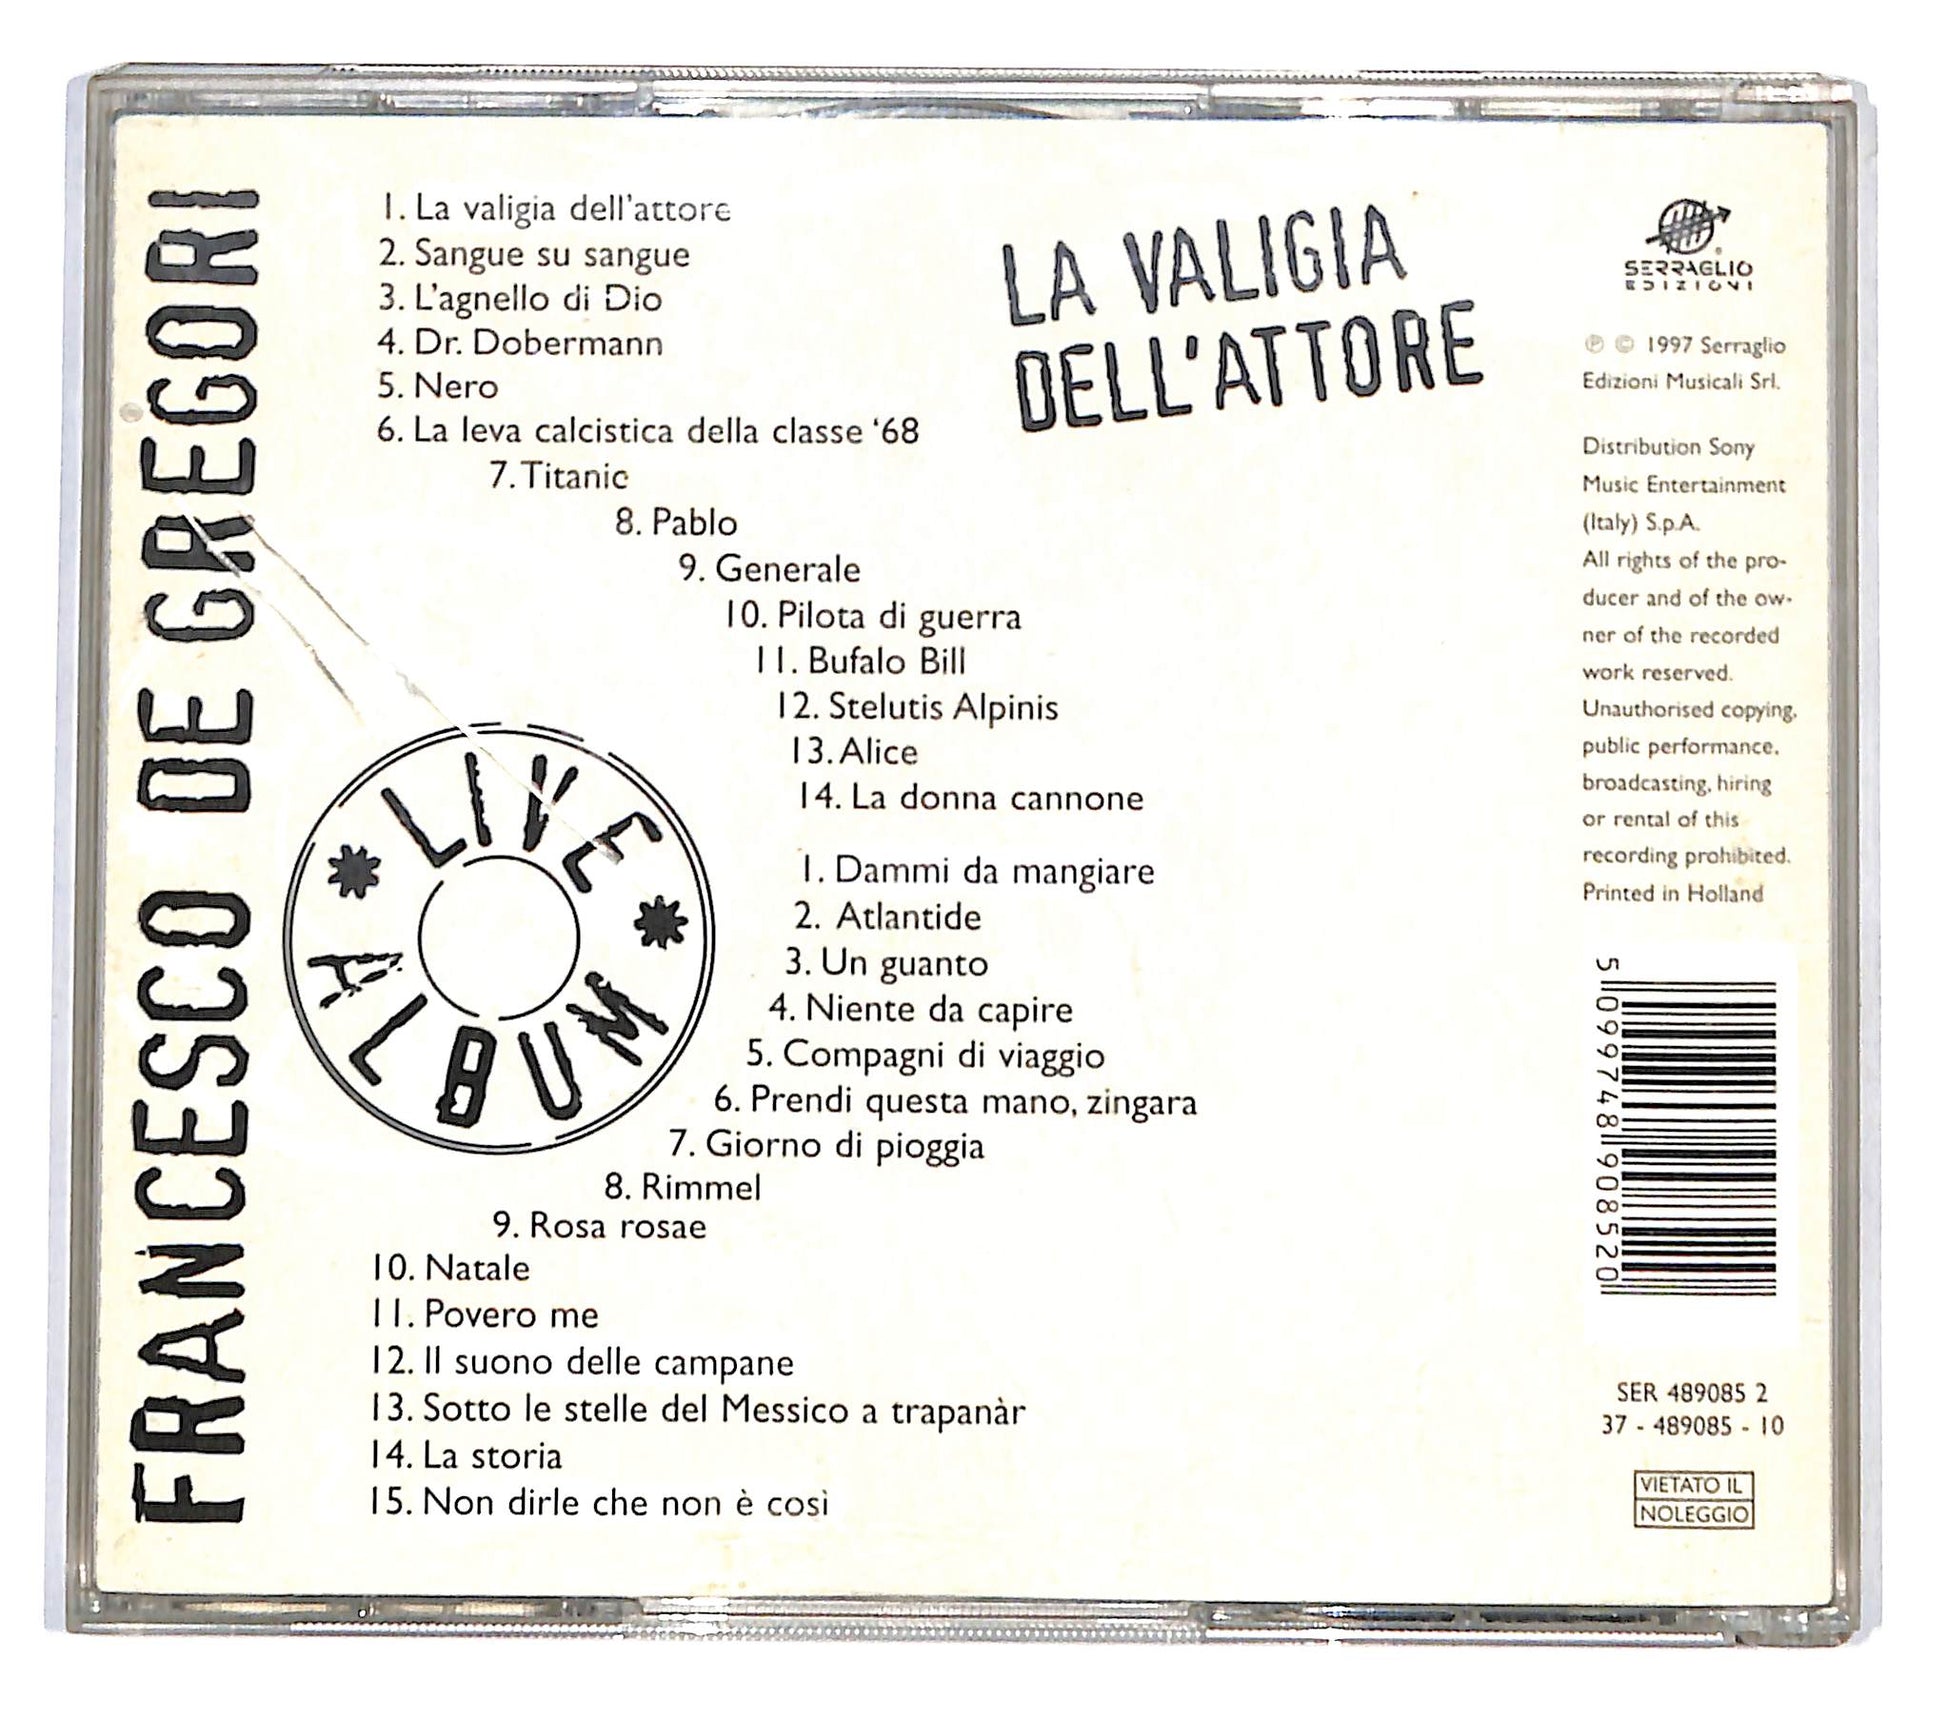 FRANCESCO DE GREGORI
1. La valigia dell'attore
2. Sangue su sangue
3. L'agnello di Dio
4. Dr. Dobermann
5. Nero
6. La leva calcistica della classe ‘68
7. Titanic
8. Pablo
9. Generale
10. Pilota di guerra
11. Bufalo Bill
12. Stelutis Alpinis
13. Alice
14. La donna cannone
1. Dammi da mangiare
2. Atlantide
3. Un guanto
4. Niente da capire
5. Compagni di viaggio
6. Prendi questa mano, zingara
7. Giorno di pioggia
8. Rimmel
9. Rosa rosae
10. Natale
11. Povero me
12. Il suono delle campane
13. Sotto le stelle del Messico a trapanàr
14. La storia
15. Non dirle che non è così
LIVE
ALBUM
LA VALIGIA
DELL'ATTORE
SERRAGLIO
EDIZIONI
℗ © 1997 Serraglio
Edizioni Musicali Srl.
Distribution Sony
Music Entertainment
(Italy) S.p.A.
All rights of the pro-
ducer and of the ow-
ner of the recorded
work reserved.
Unauthorised copying,
public performance,
broadcasting, hiring
or rental of this
recording prohibited.
Printed in Holland
5 099748 908520
SER 489085 2
37 - 489085 - 10
VIETATO IL
NOLEGGIO